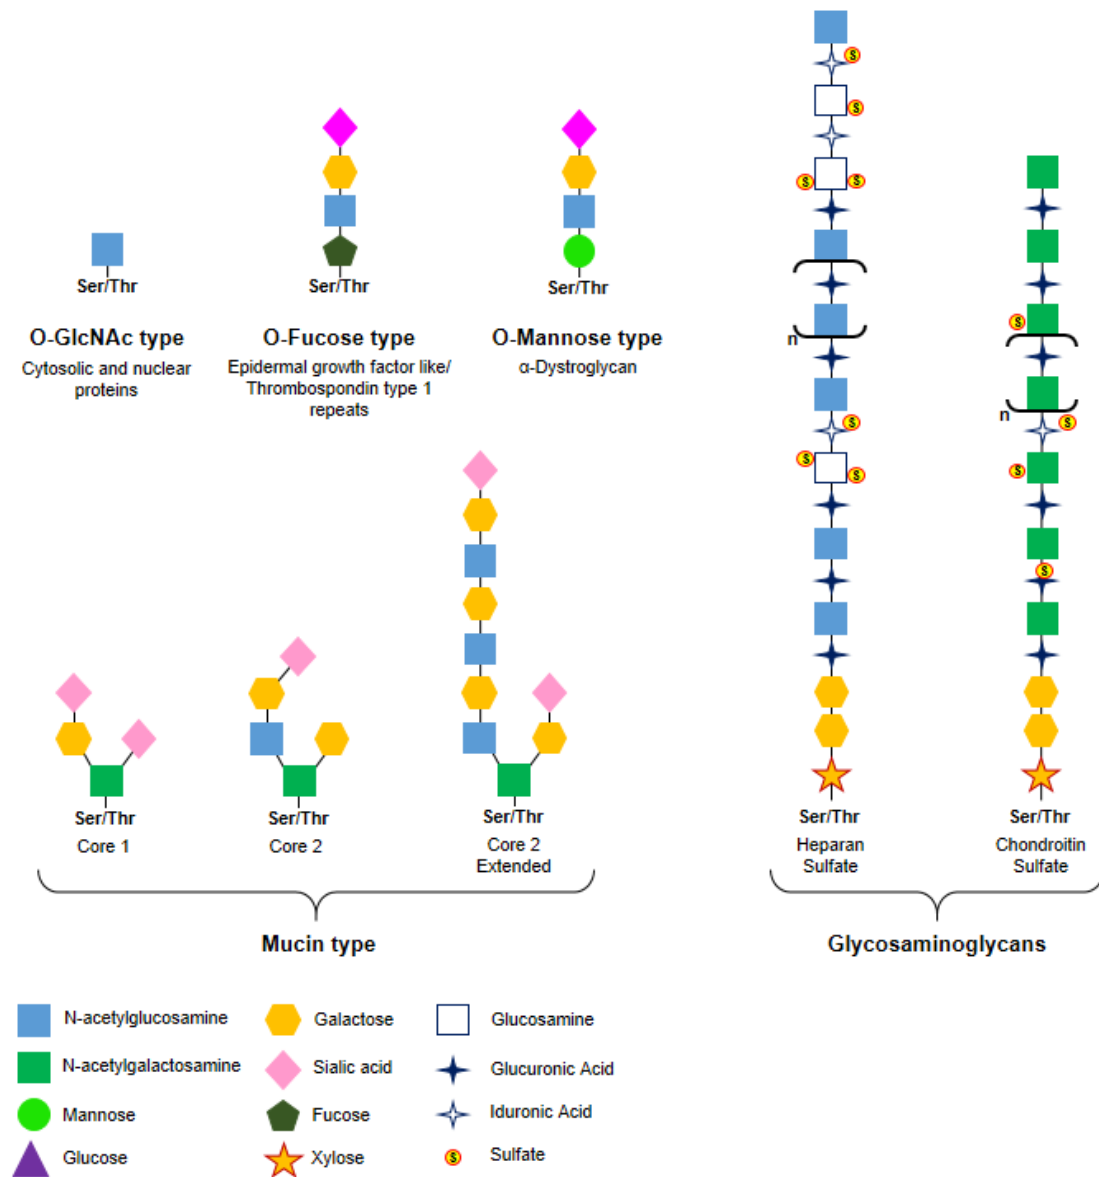 S
S
S
S
Ser/Thr
Ser/Thr
Ser/Thr
O-GlcNAc type
O-Fucose type
O-Mannose type
Cytosolic and nuclear
proteins
Epidermal growth factor like/
Thrombospondin type 1
repeats
α-Dystroglycan
S
n
S
n
S
S
S
S
S
S
Ser/Thr
Ser/Thr
Ser/Thr
Ser/Thr
Ser/Thr
Core 1
Core 2
Core 2
Extended
Heparan
Sulfate
Chondroitin
Sulfate
Mucin type
Glycosaminoglycans
N-acetylglucosamine
Galactose
Glucosamine
N-acetylgalactosamine
Sialic acid
Glucuronic Acid
Mannose
Fucose
Iduronic Acid
Glucose
Xylose
S
Sulfate